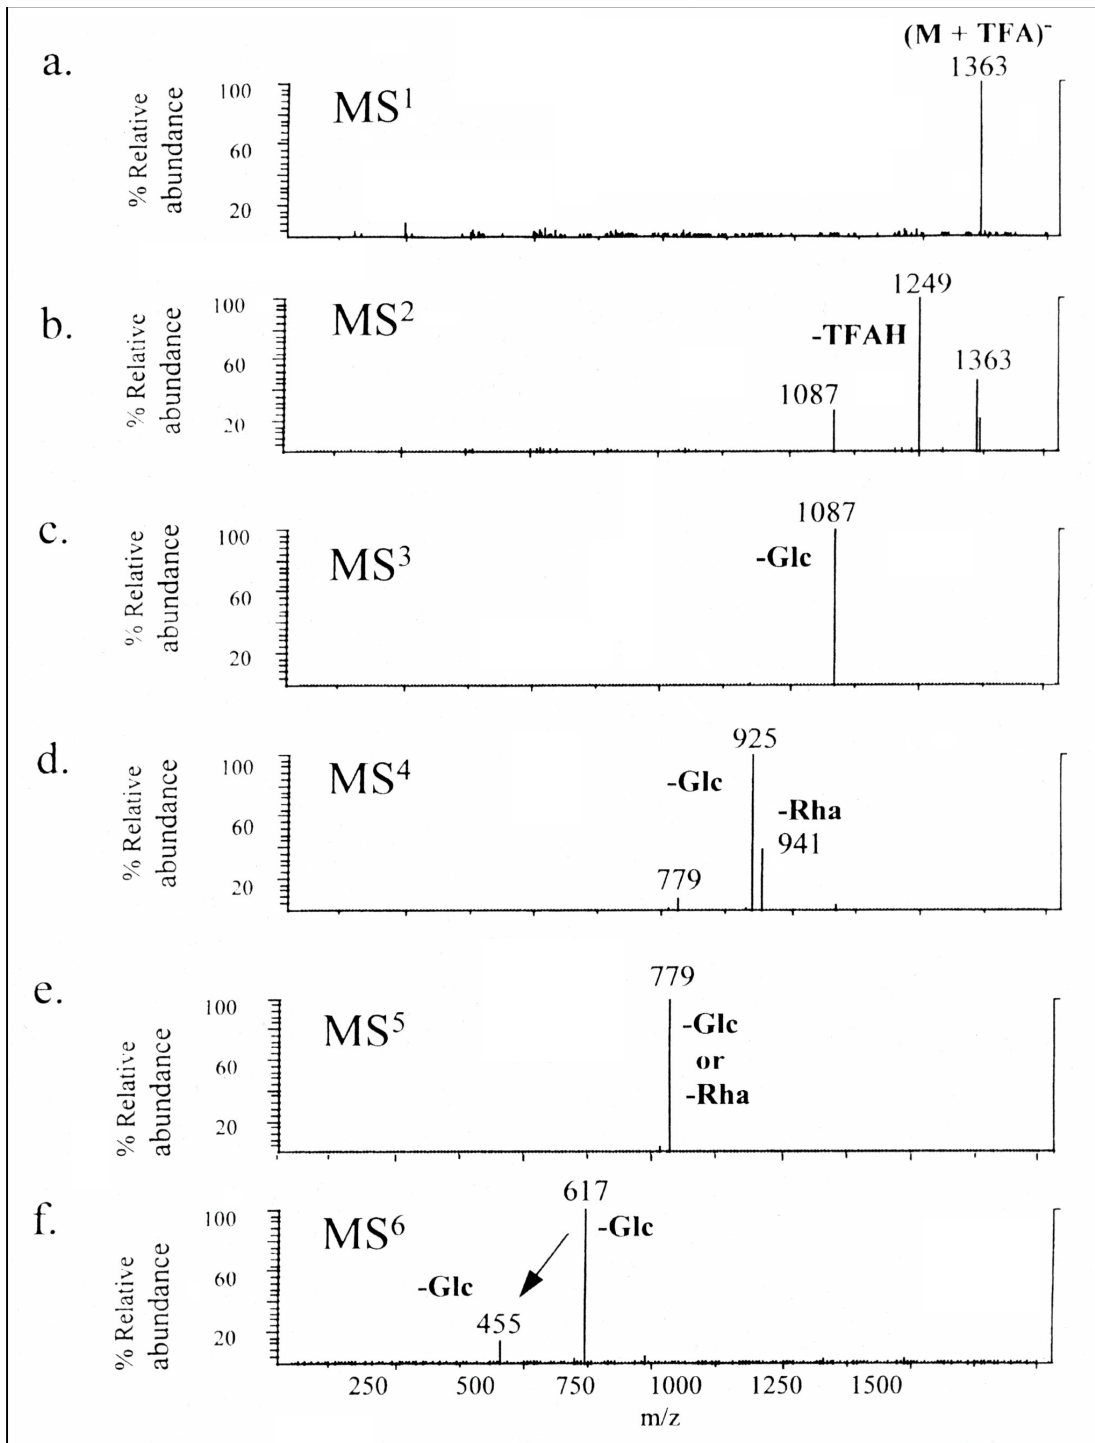 (M + TFA)⁻
1363
a.
MS¹
100
60
20
% Relative
abundance
1249
b.
MS²
-TFAH
1363
1087
100
60
20
% Relative
abundance
1087
c.
MS³
-Glc
100
60
20
% Relative
abundance
925
d.
MS⁴
-Glc
-Rha
941
779
100
60
20
% Relative
abundance
779
e.
MS⁵
-Glc
or
-Rha
100
60
20
% Relative
abundance
617
f.
MS⁶
-Glc
-Glc
455
100
60
20
% Relative
abundance
250 500 750 1000 1250 1500
m/z